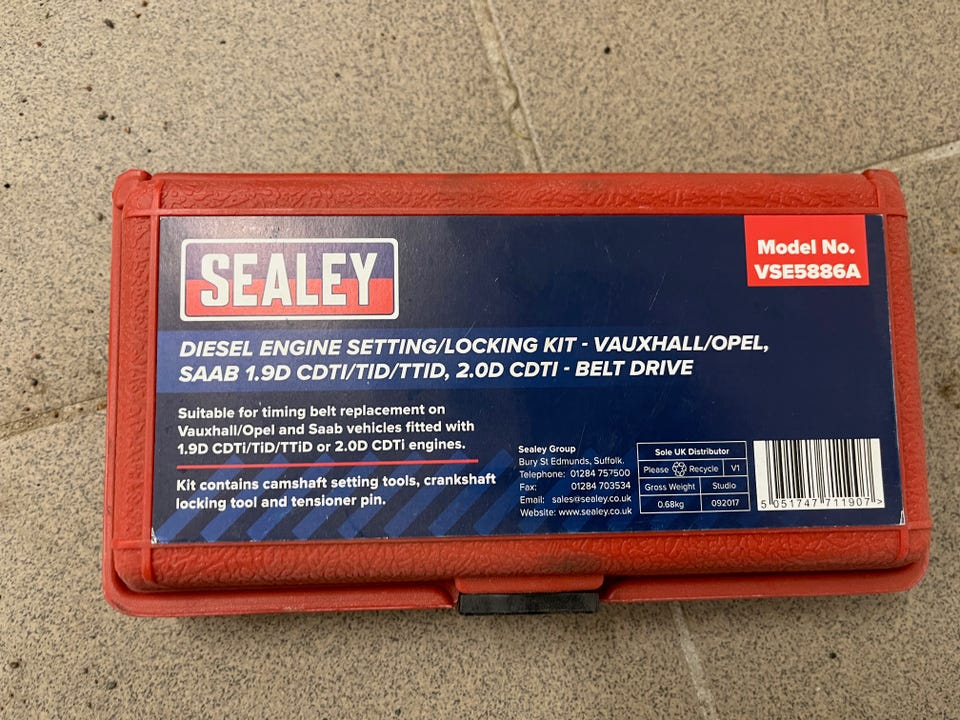 SEALEY
Model No.
VSE5886A
DIESEL ENGINE SETTING/LOCKING KIT - VAUXHALL/OPEL,
SAAB 1.9D CDTI/TID/TTID, 2.0D CDTI - BELT DRIVE
Suitable for timing belt replacement on
Vauxhall/Opel and Saab vehicles fitted with
1.9D CDTi/TiD/TTiD or 2.0D CDTi engines.
Kit contains camshaft setting tools, crankshaft
locking tool and tensioner pin.
Sealey Group
Bury St Edmunds, Suffolk.
Telephone: 01284 757500
Fax: 01284 703534
Email: sales@sealey.co.uk
Website: www.sealey.co.uk
Sole UK Distributor
Please Recycle V1
Gross Weight Studio
0.68kg 092017
5 051747 711907 >